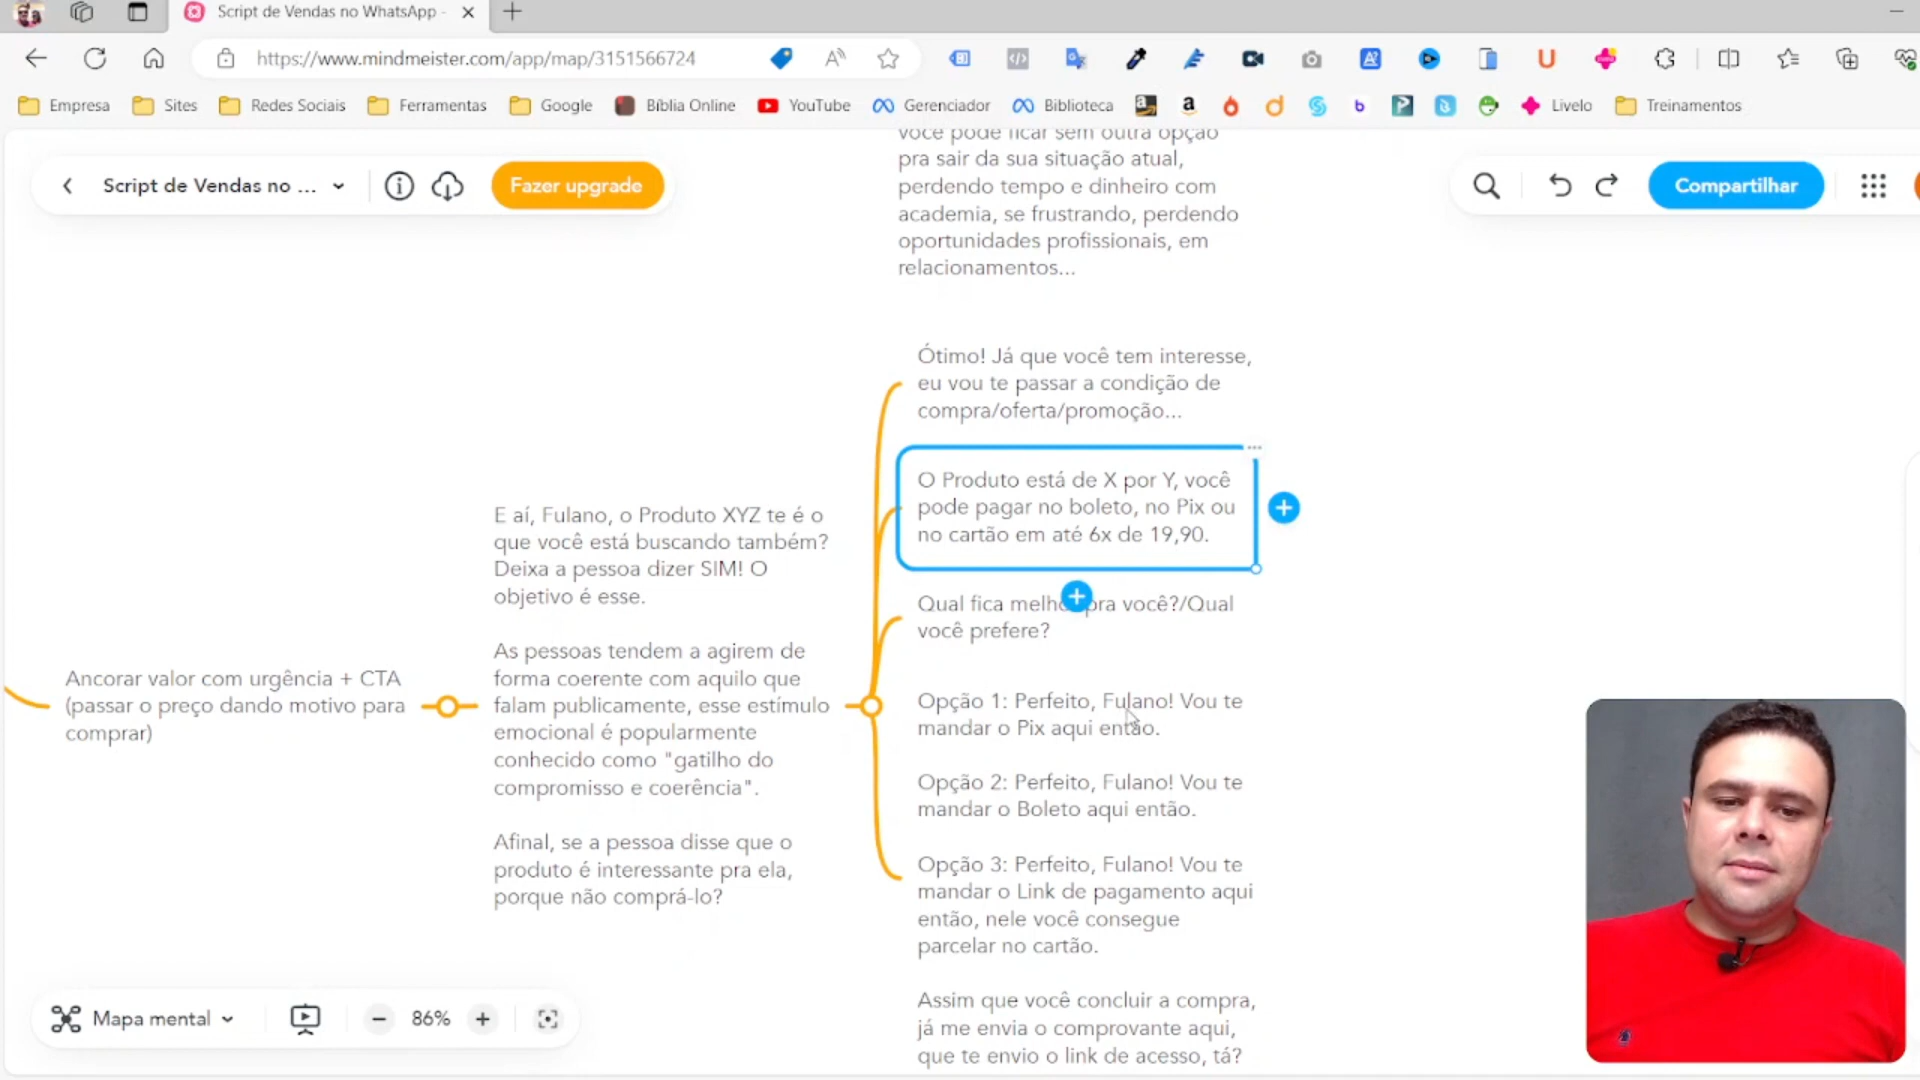 Script de Vendas no WhatsApp -
https://www.mindmeister.com/app/map/3151566724
Empresa
Sites
Redes Sociais
Ferramentas
Google
Bíblia Online
YouTube
Gerenciador
Biblioteca
Livelo
Treinamentos
Script de Vendas no ...
Fazer upgrade
Compartilhar
você pode ficar sem outra opção
pra sair da sua situação atual,
perdendo tempo e dinheiro com
academia, se frustrando, perdendo
oportunidades profissionais, em
relacionamentos...
Ancorar valor com urgência + CTA
(passar o preço dando motivo para
comprar)
E aí, Fulano, o Produto XYZ te é o
que você está buscando também?
Deixa a pessoa dizer SIM! O
objetivo é esse.
As pessoas tendem a agirem de
forma coerente com aquilo que
falam publicamente, esse estímulo
emocional é popularmente
conhecido como "gatilho do
compromisso e coerência".
Afinal, se a pessoa disse que o
produto é interessante pra ela,
porque não comprá-lo?
Ótimo! Já que você tem interesse,
eu vou te passar a condição de
compra/oferta/promoção...
O Produto está de X por Y, você
pode pagar no boleto, no Pix ou
no cartão em até 6x de 19,90.
Qual fica melhor pra você?/Qual
você prefere?
Opção 1: Perfeito, Fulano! Vou te
mandar o Pix aqui então.
Opção 2: Perfeito, Fulano! Vou te
mandar o Boleto aqui então.
Opção 3: Perfeito, Fulano! Vou te
mandar o Link de pagamento aqui
então, nele você consegue
parcelar no cartão.
Assim que você concluir a compra,
já me envia o comprovante aqui,
que te envio o link de acesso, tá?
Mapa mental
86%